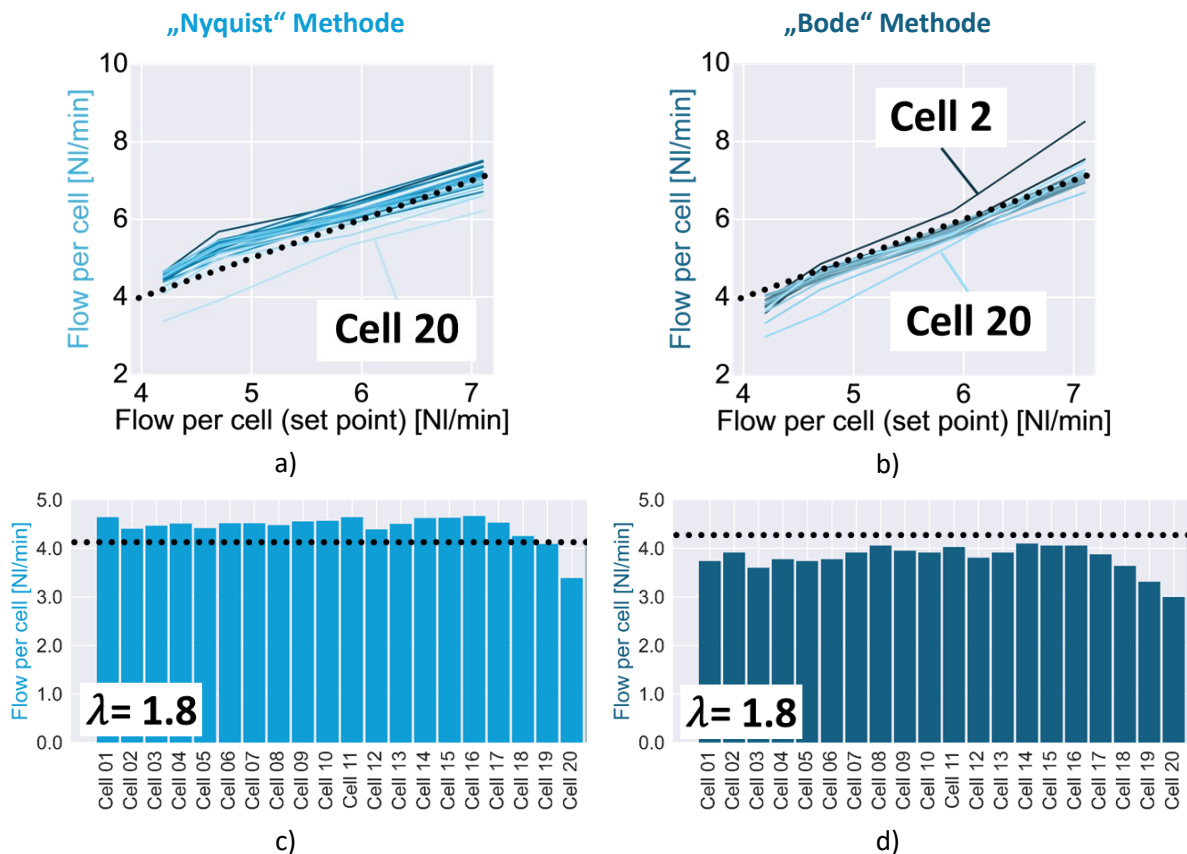 „Nyquist“ Methode
10
8
6
4
2
Flow per cell [Nl/min]
Cell 20
4 5 6 7
Flow per cell (set point) [Nl/min]
a)
„Bode“ Methode
10
8
6
4
2
Flow per cell [Nl/min]
Cell 2
Cell 20
4 5 6 7
Flow per cell (set point) [Nl/min]
b)
5.0
4.0
3.0
2.0
1.0
0.0
Flow per cell [Nl/min]
λ= 1.8
Cell 01
Cell 02
Cell 03
Cell 04
Cell 05
Cell 06
Cell 07
Cell 08
Cell 09
Cell 10
Cell 11
Cell 12
Cell 13
Cell 14
Cell 15
Cell 16
Cell 17
Cell 18
Cell 19
Cell 20
c)
5.0
4.0
3.0
2.0
1.0
0.0
Flow per cell [Nl/min]
λ= 1.8
Cell 01
Cell 02
Cell 03
Cell 04
Cell 05
Cell 06
Cell 07
Cell 08
Cell 09
Cell 10
Cell 11
Cell 12
Cell 13
Cell 14
Cell 15
Cell 16
Cell 17
Cell 18
Cell 19
Cell 20
d)